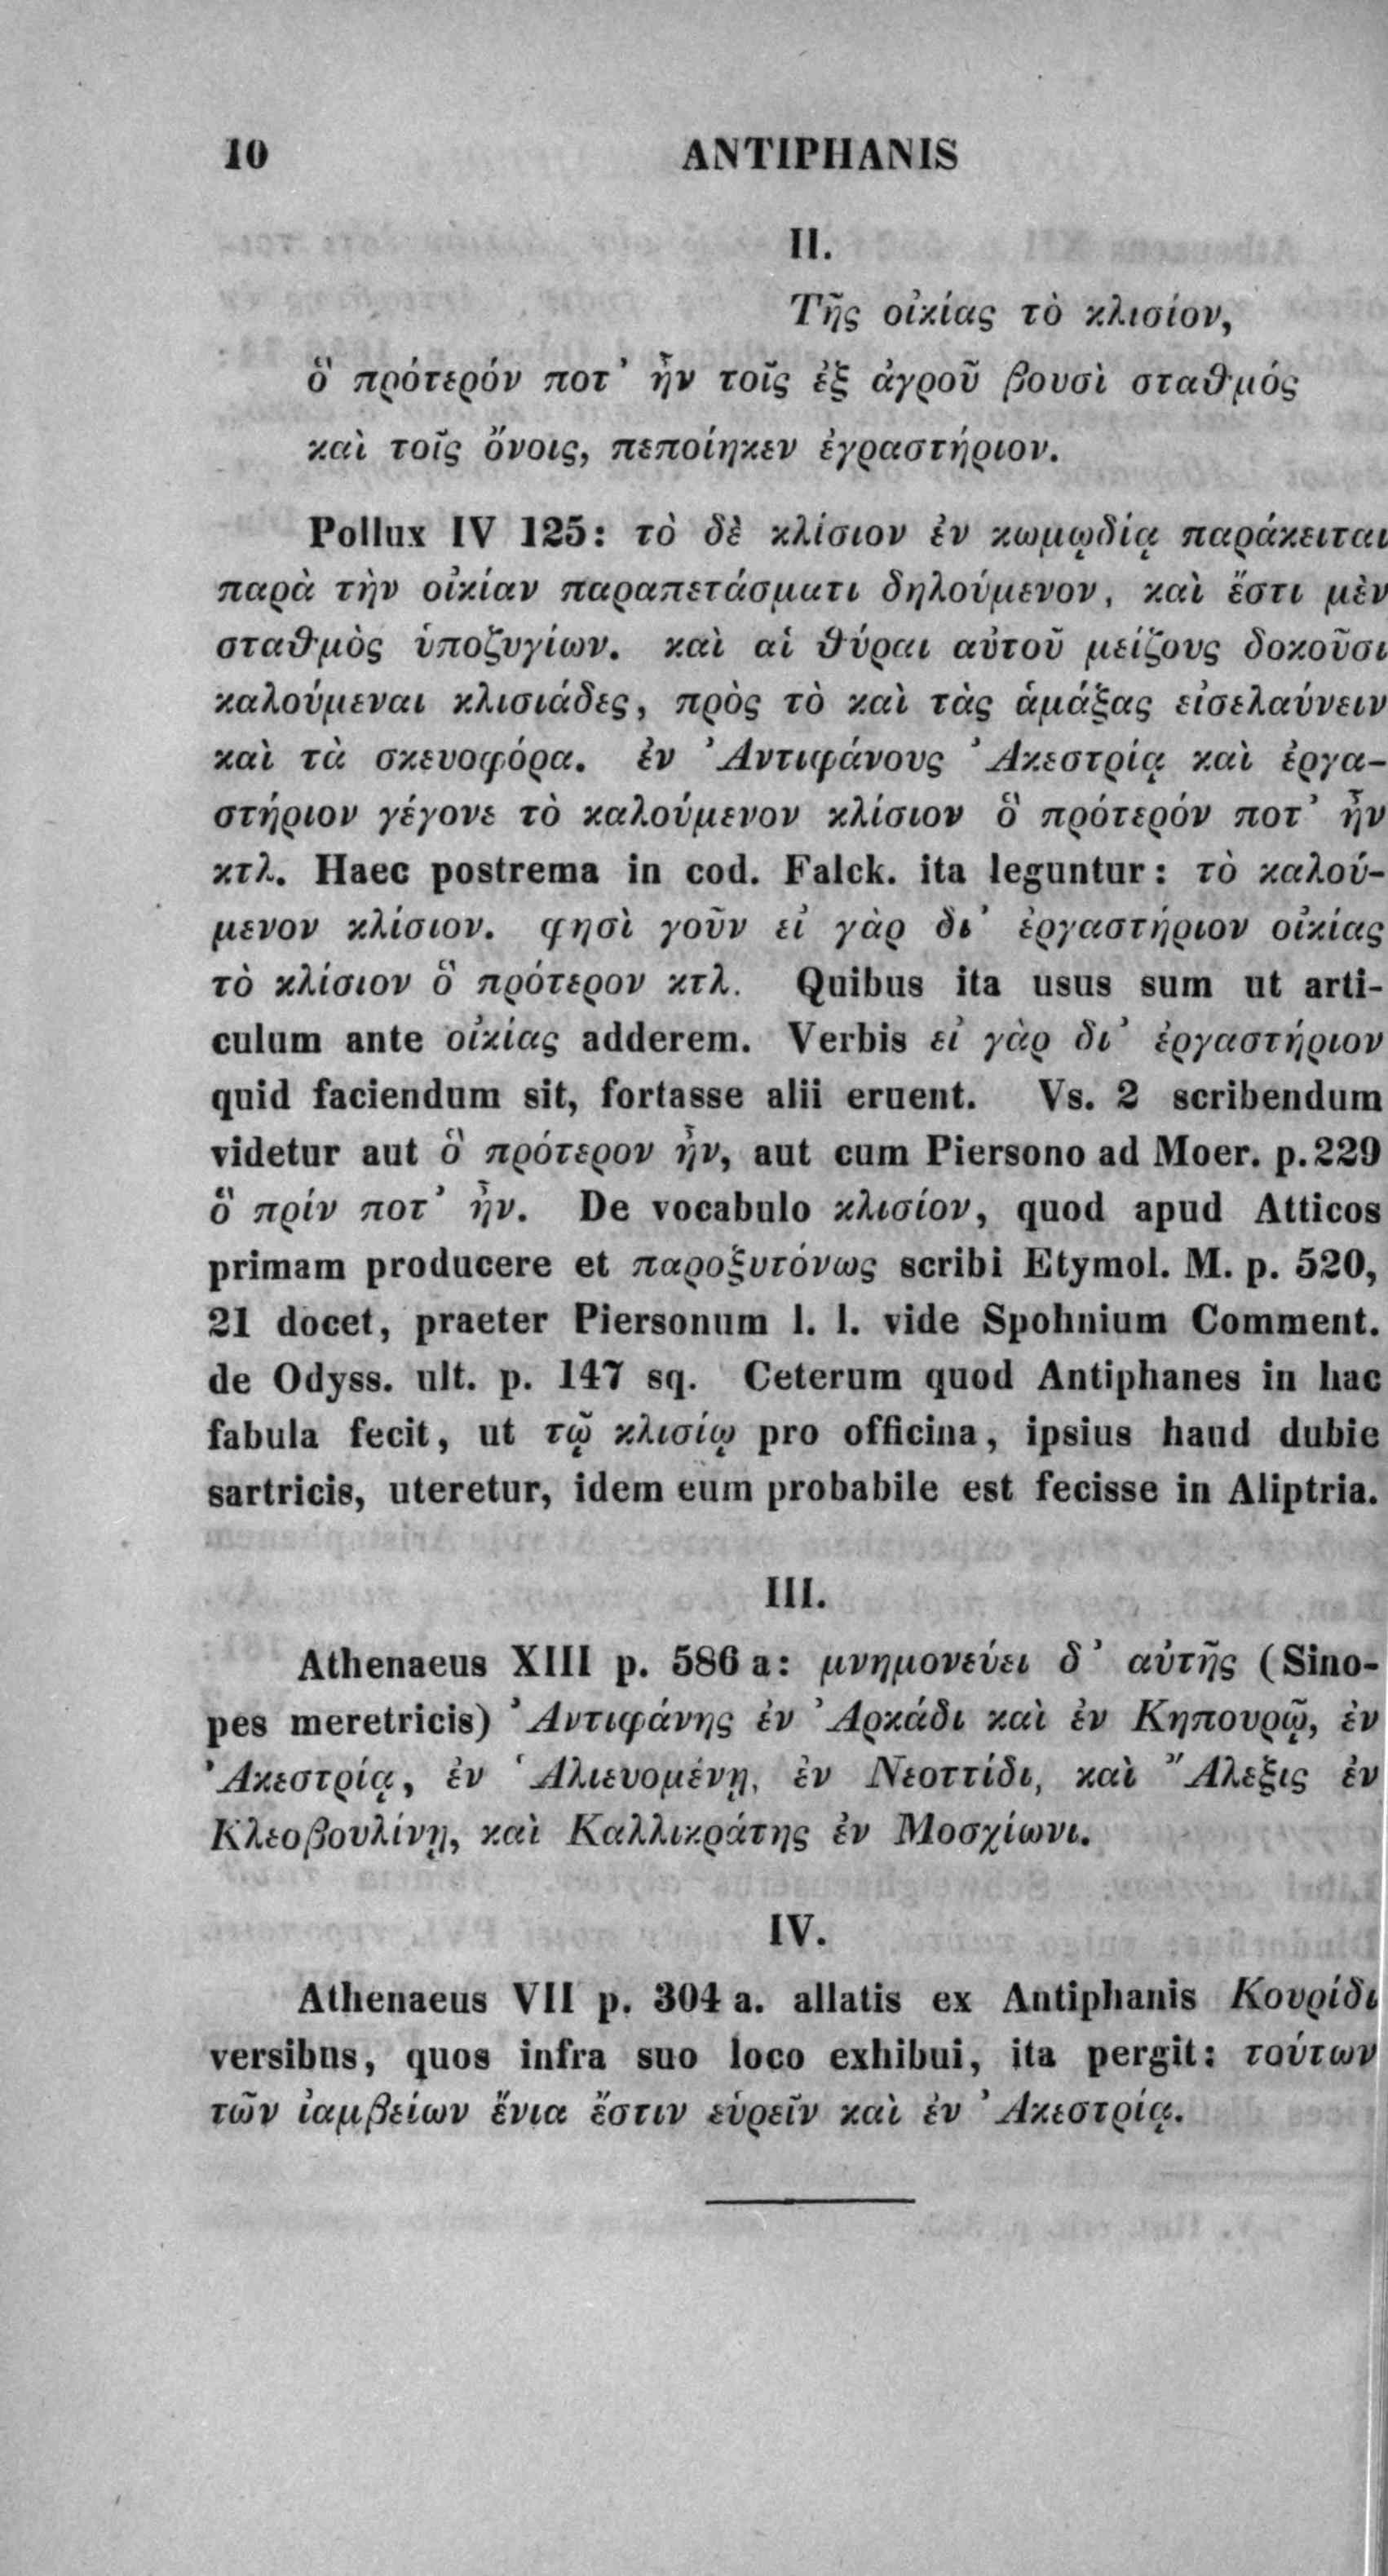 10 ANTIPHANIS
II.
Τῆς οἰκίας τὸ κλισίον,
ὃ πρότερόν ποτ’ ἦν τοῖς ἐξ ἀγροῦ βουσὶ σταθμός
καὶ τοῖς ὄνοις, πεποίηκεν ἐγραστήριον.
Pollux IV 125: τὸ δὲ κλίσιον ἐν κωμῳδίᾳ παράκειται
παρὰ τὴν οἰκίαν παραπετάσματι δηλούμενον, καὶ ἔστι μὲν
σταθμὸς ὑποζυγίων. καὶ αἱ θύραι αὐτοῦ μείζους δοκοῦσι
καλούμεναι κλισιάδες, πρὸς τὸ καὶ τὰς ἁμάξας εἰσελαύνειν
καὶ τὰ σκευοφόρα. ἐν Ἀντιφάνους Ἀκεστρίᾳ καὶ ἐργα-
στήριον γέγονε τὸ καλούμενον κλίσιον ὃ πρότερόν ποτ’ ἦν
κτλ. Haec postrema in cod. Falck. ita leguntur: τὸ καλού-
μενον κλίσιον. φησὶ γοῦν εἰ γὰρ δι’ ἐργαστήριον οἰκίας
τὸ κλίσιον ὃ πρότερον κτλ. Quibus ita usus sum ut arti-
culum ante οἰκίας adderem. Verbis εἰ γὰρ δι’ ἐργαστήριον
quid faciendum sit, fortasse alii eruent. Vs. 2 scribendum
videtur aut ὃ πρότερον ἦν, aut cum Piersono ad Moer. p. 229
ὃ πρίν ποτ’ ἦν. De vocabulo κλισίον, quod apud Atticos
primam producere et παροξυτόνως scribi Etymol. M. p. 520,
21 docet, praeter Piersonum l. l. vide Spohnium Comment.
de Odyss. ult. p. 147 sq. Ceterum quod Antiphanes in hac
fabula fecit, ut τῷ κλισίῳ pro officina, ipsius haud dubie
sartricis, uteretur, idem eum probabile est fecisse in Aliptria.
III.
Athenaeus XIII p. 586 a: μνημονεύει δ’ αὐτῆς (Sino-
pes meretricis) Ἀντιφάνης ἐν Ἀρκάδι καὶ ἐν Κηπουρῷ, ἐν
Ἀκεστρίᾳ, ἐν Ἁλιευομένῃ, ἐν Νεοττίδι, καὶ Ἄλεξις ἐν
Κλεοβουλίνῃ, καὶ Καλλικράτης ἐν Μοσχίωνι.
IV.
Athenaeus VII p. 304 a. allatis ex Antiphanis Κουρίδι
versibus, quos infra suo loco exhibui, ita pergit: τούτων
τῶν ἰαμβείων ἔνια ἔστιν εὑρεῖν καὶ ἐν Ἀκεστρίᾳ.